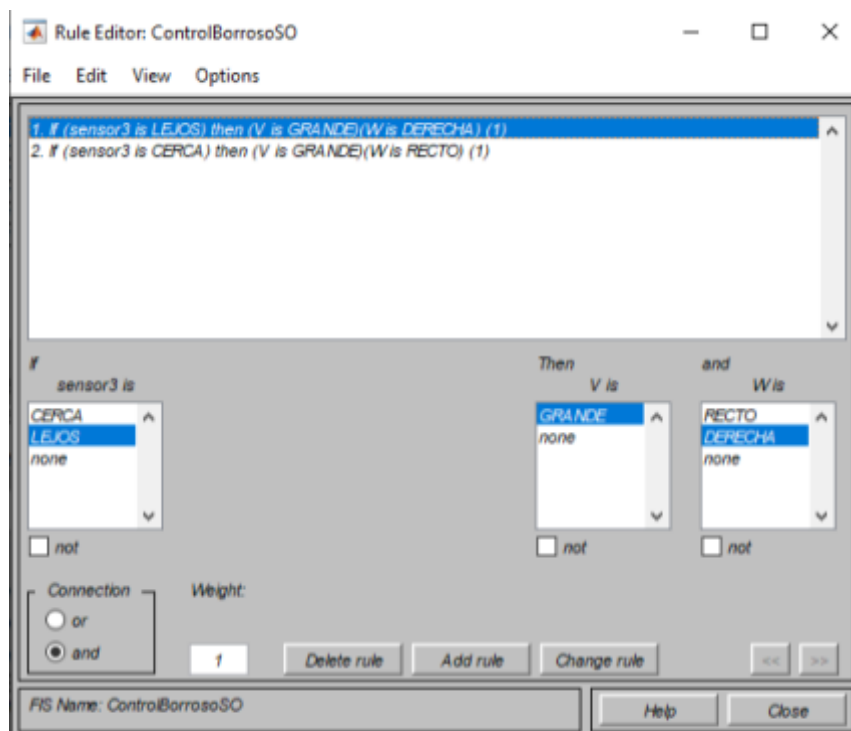 Rule Editor: ControlBorrosoSO
File Edit View Options
1. If (sensor3 is LEJOS) then (V is GRANDE)(W is DERECHA) (1)
2. If (sensor3 is CERCA) then (V is GRANDE)(W is RECTO) (1)
If Then and
sensor3 is V is W is
CERCA GRANDE RECTO
LEJOS none DERECHA
none none
not not not
Connection Weight:
or
and 1 Delete rule Add rule Change rule << >>
FIS Name: ControlBorrosoSO Help Close